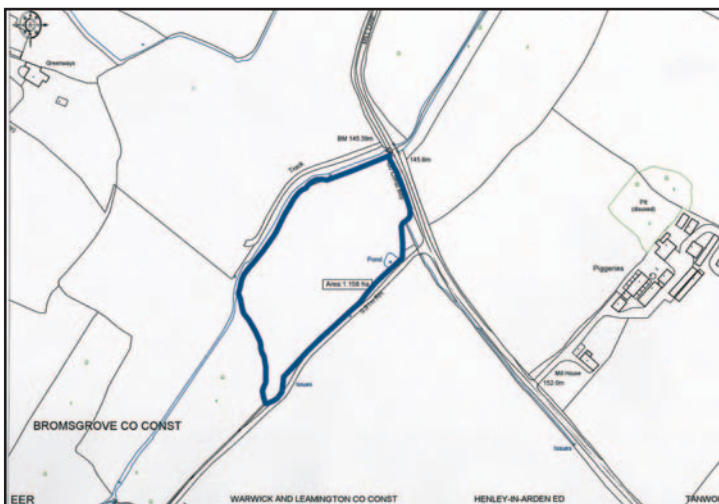 Greenways
BM 145.39m
145.8m
Track
Pit
(disused)
Pond
Piggeries
Area:1.158 ha
Issues
Mill House
152.0m
BROMSGROVE CO CONST
Issues
EER
WARWICK AND LEAMINGTON CO CONST
HENLEY-IN-ARDEN ED
TANWO